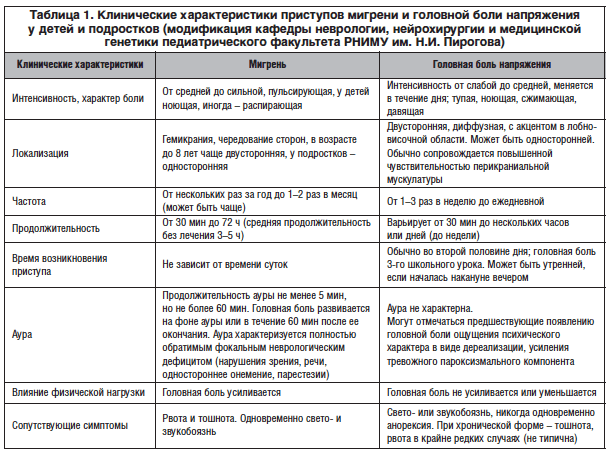 Таблица 1. Клинические характеристики приступов мигрени и головной боли напряжения
у детей и подростков (модификация кафедры неврологии, нейрохирургии и медицинской
генетики педиатрического факультета РНИМУ им. Н.И. Пирогова)
Клинические характеристики
Мигрень
Головная боль напряжения
Интенсивность, характер боли
От средней до сильной, пульсирующая, у детей
ноющая, иногда – распирающая
Интенсивность от слабой до средней, меняется
в течение дня; тупая, ноющая, сжимающая,
давящая
Локализация
Гемикрания, чередование сторон, в возрасте
до 8 лет чаще двусторонняя, у подростков –
односторонняя
Двусторонняя, диффузная, с акцентом в лобно-
височной области. Может быть односторонней.
Обычно сопровождается повышенной
чувствительностью перикраниальной
мускулатуры
Частота
От нескольких раз за год до 1–2 раз в месяц
(может быть чаще)
От 1–3 раз в неделю до ежедневной
Продолжительность
От 30 мин до 72 ч (средняя продолжительность
без лечения 3–5 ч)
Варьирует от 30 мин до нескольких часов
или дней (до недели)
Время возникновения
приступа
Не зависит от времени суток
Обычно во второй половине дня; головная боль
3-го школьного урока. Может быть утренней,
если началась накануне вечером
Аура
Продолжительность ауры не менее 5 мин,
но не более 60 мин. Головная боль развивается
на фоне ауры или в течение 60 мин после ее
окончания. Аура характеризуется полностью
обратимым фокальным неврологическим
дефицитом (нарушения зрения, речи,
одностороннее онемение, парестезии)
Аура не характерна.
Могут отмечаться предшествующие появлению
головной боли ощущения психического
характера в виде дереализации, усиления
тревожного пароксизмального компонента
Влияние физической нагрузки
Головная боль усиливается
Головная боль не усиливается или уменьшается
Сопутствующие симптомы
Рвота и тошнота. Одновременно свето- и
звукобоязнь
Свето- или звукобоязнь, никогда одновременно
анорексия. При хронической форме – тошнота,
рвота в крайне редких случаях (не типична)